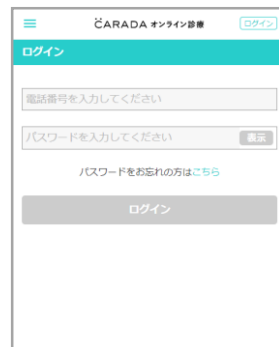 CARADA オンライン診療
ログイン
ログイン
電話番号を入力してください
パスワードを入力してください
表示
パスワードをお忘れの方はこちら
ログイン